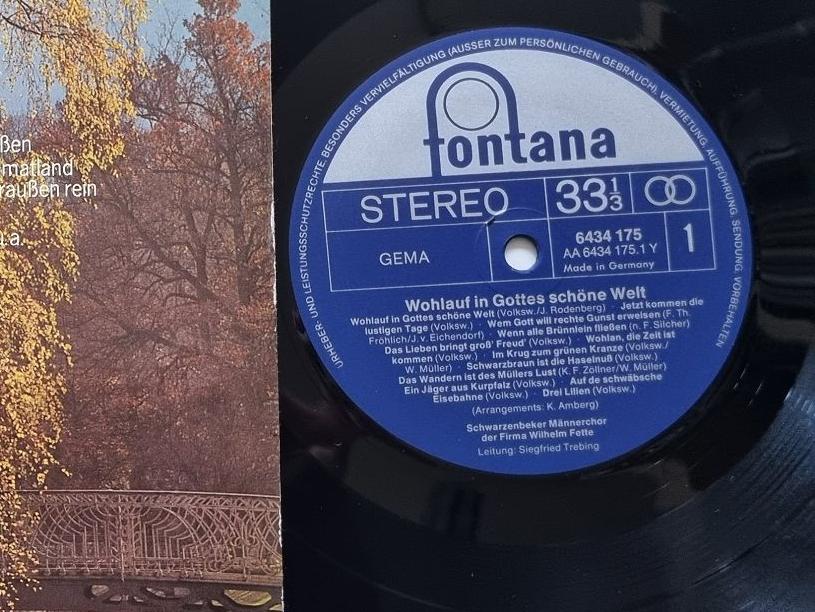 ßen
matland
raußen rein
u.a.
URHEBER- UND LEISTUNGSSCHUTZRECHTE, BESONDERS VERVIELFÄLTIGUNG (AUSSER ZUM PERSÖNLICHEN GEBRAUCH), VERMIETUNG, AUFFÜHRUNG, SENDUNG, VORBEHALTEN
fontana
STEREO
33 1/3
GEMA
6434 175
AA 6434 175.1 Y
Made in Germany
1
Wohlauf in Gottes schöne Welt
Wohlauf in Gottes schöne Welt (Volksw./J. Rodenberg) · Jetzt kommen die
lustigen Tage (Volksw.) · Wem Gott will rechte Gunst erweisen (F. Th.
Fröhlich/J. v. Eichendorf) · Wenn alle Brünnlein fließen (n. F. Silcher)
Das Lieben bringt groß' Freud' (Volksw.) · Wohlan, die Zeit ist
kommen (Volksw.) · Im Krug zum grünen Kranze (Volksw./
W. Müller) · Schwarzbraun ist die Haselnuß (Volksw.)
Das Wandern ist des Müllers Lust (K. F. Zöllner/W. Müller)
Ein Jäger aus Kurpfalz (Volksw.) · Auf de schwäbsche
Eisebahne (Volksw.) · Drei Lilien (Volksw.)
(Arrangements: K. Amberg)
Schwarzenbeker Männerchor
der Firma Wilhelm Fette
Leitung: Siegfried Trebing